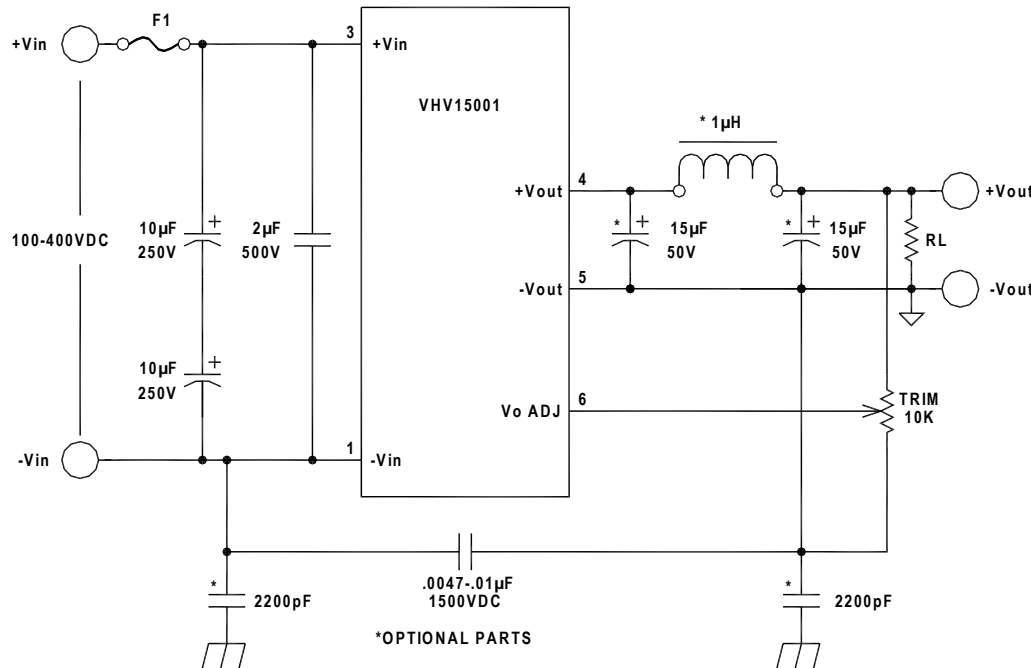 F1
+Vin
3
+Vin
VHV15001
* 1µH
+Vout
4
+Vout
10µF
250V
+
2µF
500V
*
+
15µF
50V
*
+
15µF
50V
RL
100-400VDC
-Vout
5
-Vout
10µF
250V
+
Vo ADJ
6
TRIM
10K
-Vin
1
-Vin
.0047-.01µF
1500VDC
*
2200pF
*
2200pF
*OPTIONAL PARTS